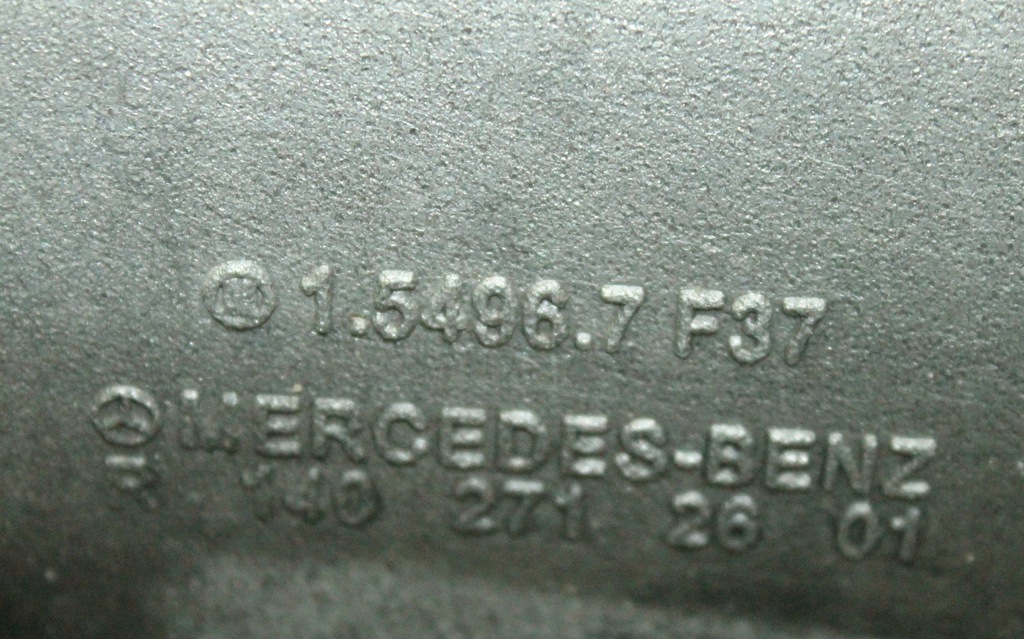 1.5496.7 F37
MERCEDES-BENZ
R 140 271 26 01